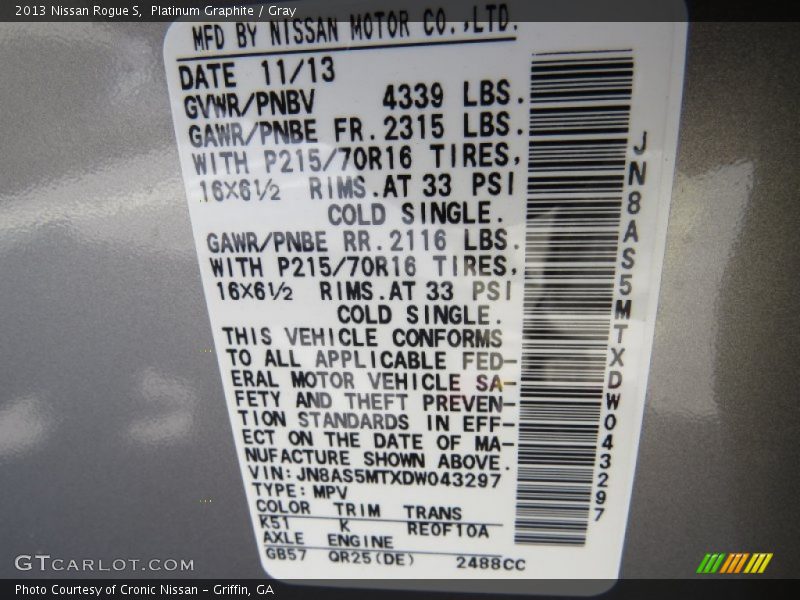 2013 Nissan Rogue S, Platinum Graphite / Gray
MFD BY NISSAN MOTOR CO.,LTD.
DATE 11/13
GVWR/PNBV 4339 LBS.
GAWR/PNBE FR. 2315 LBS.
WITH P215/70R16 TIRES,
16X6½ RIMS. AT 33 PSI
COLD SINGLE.
GAWR/PNBE RR. 2116 LBS.
WITH P215/70R16 TIRES,
16X6½ RIMS. AT 33 PSI
COLD SINGLE.
THIS VEHICLE CONFORMS
TO ALL APPLICABLE FED-
ERAL MOTOR VEHICLE SA-
FETY AND THEFT PREVEN-
TION STANDARDS IN EFF-
ECT ON THE DATE OF MA-
NUFACTURE SHOWN ABOVE.
VIN: JN8AS5MTXDW043297
TYPE: MPV
COLOR TRIM TRANS
K51 K RE0F10A
AXLE ENGINE
GB57 QR25(DE) 2488CC
JN8AS5MTXDW043297
GTCARLOT.COM
Photo Courtesy of Cronic Nissan – Griffin, GA